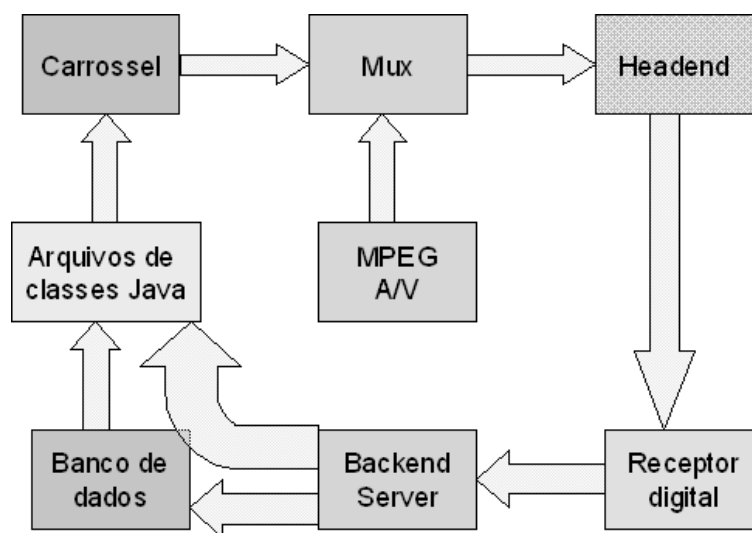 Carrossel
Mux
Headend
Arquivos de
classes Java
MPEG
A/V
Banco de
dados
Backend
Server
Receptor
digital